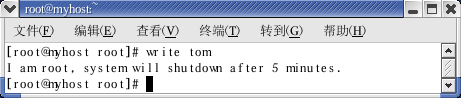 root@myhost:~
文件(F) 编辑(E) 查看(V) 终端(T) 转到(G) 帮助(H)
[root@myhost root]# write tom
I am root, system will shutdown after 5 minutes.
[root@myhost root]#